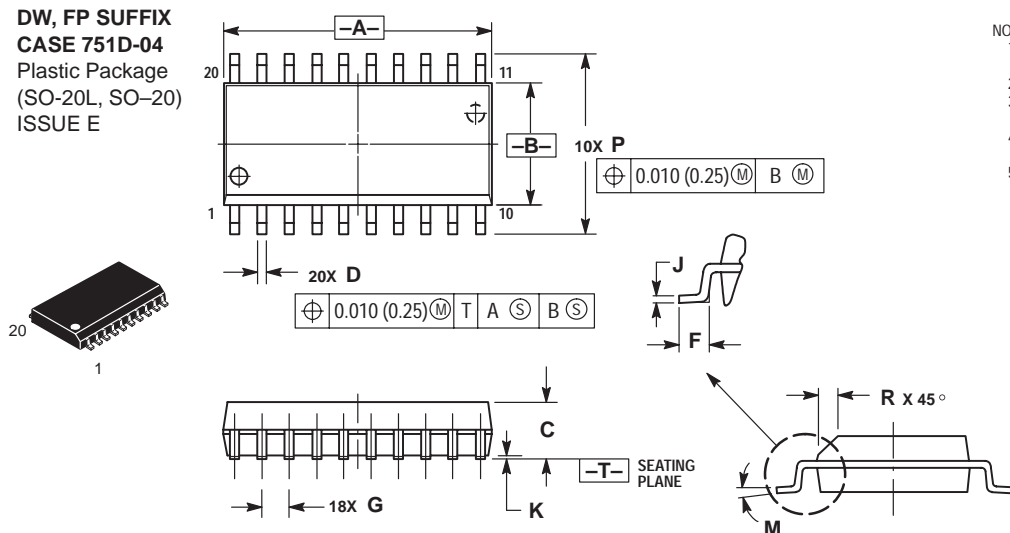 DW, FP SUFFIX
CASE 751D-04
Plastic Package
(SO-20L, SO–20)
ISSUE E
–A–
20
11
–B–
10X P
⌖ 0.010 (0.25) Ⓜ B Ⓜ
1
10
20X D
⌖ 0.010 (0.25) Ⓜ T A Ⓢ B Ⓢ
J
F
20
1
C
–T– SEATING
PLANE
K
18X G
R X 45°
M